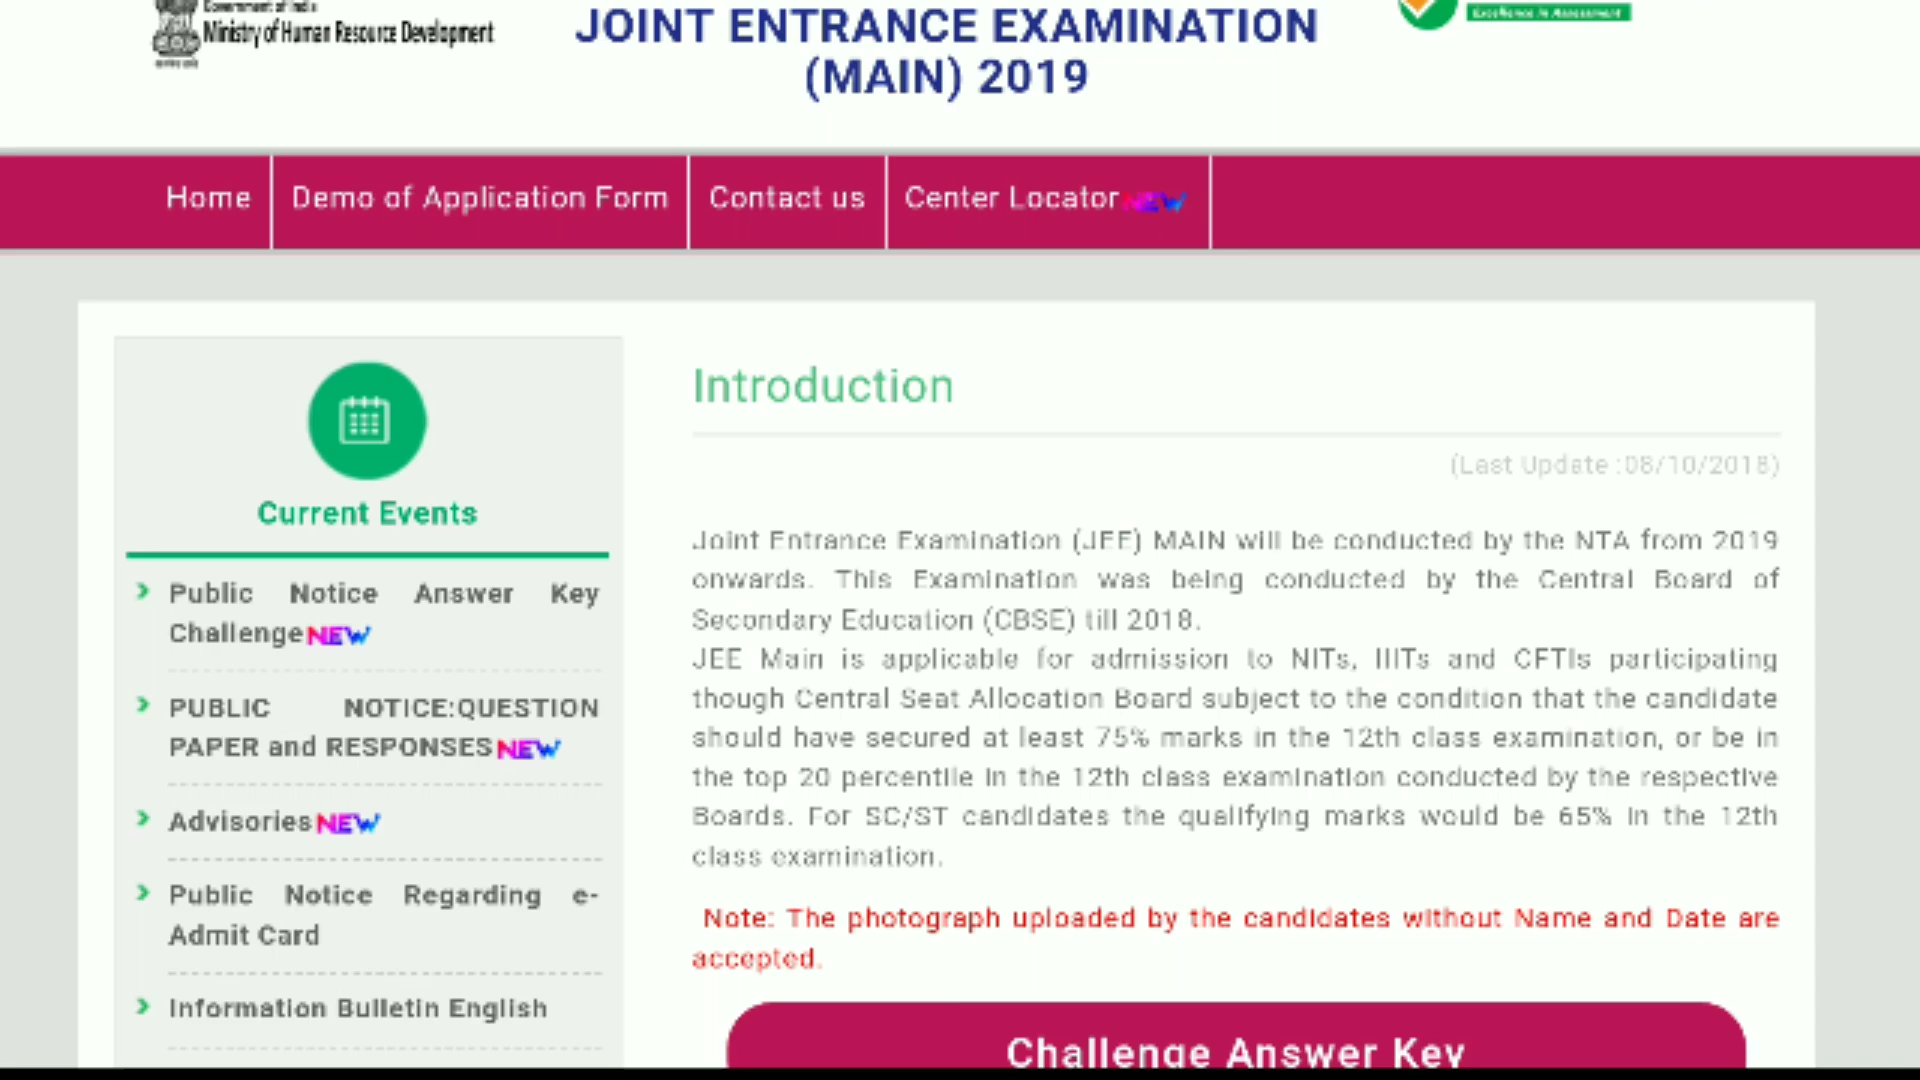 Government of India
Ministry of Human Resource Development
JOINT ENTRANCE EXAMINATION
(MAIN) 2019
Excellence in Assessment
Home
Demo of Application Form
Contact us
Center Locator NEW
Current Events
Public Notice Answer Key
Challenge NEW
PUBLIC NOTICE:QUESTION
PAPER and RESPONSES NEW
Advisories NEW
Public Notice Regarding e-
Admit Card
Information Bulletin English
Introduction
(Last Update :08/10/2018)
Joint Entrance Examination (JEE) MAIN will be conducted by the NTA from 2019
onwards. This Examination was being conducted by the Central Board of
Secondary Education (CBSE) till 2018.
JEE Main is applicable for admission to NITs, IIITs and CFTIs participating
though Central Seat Allocation Board subject to the condition that the candidate
should have secured at least 75% marks in the 12th class examination, or be in
the top 20 percentile in the 12th class examination conducted by the respective
Boards. For SC/ST candidates the qualifying marks would be 65% in the 12th
class examination.
Note: The photograph uploaded by the candidates without Name and Date are
accepted.
Challenge Answer Key